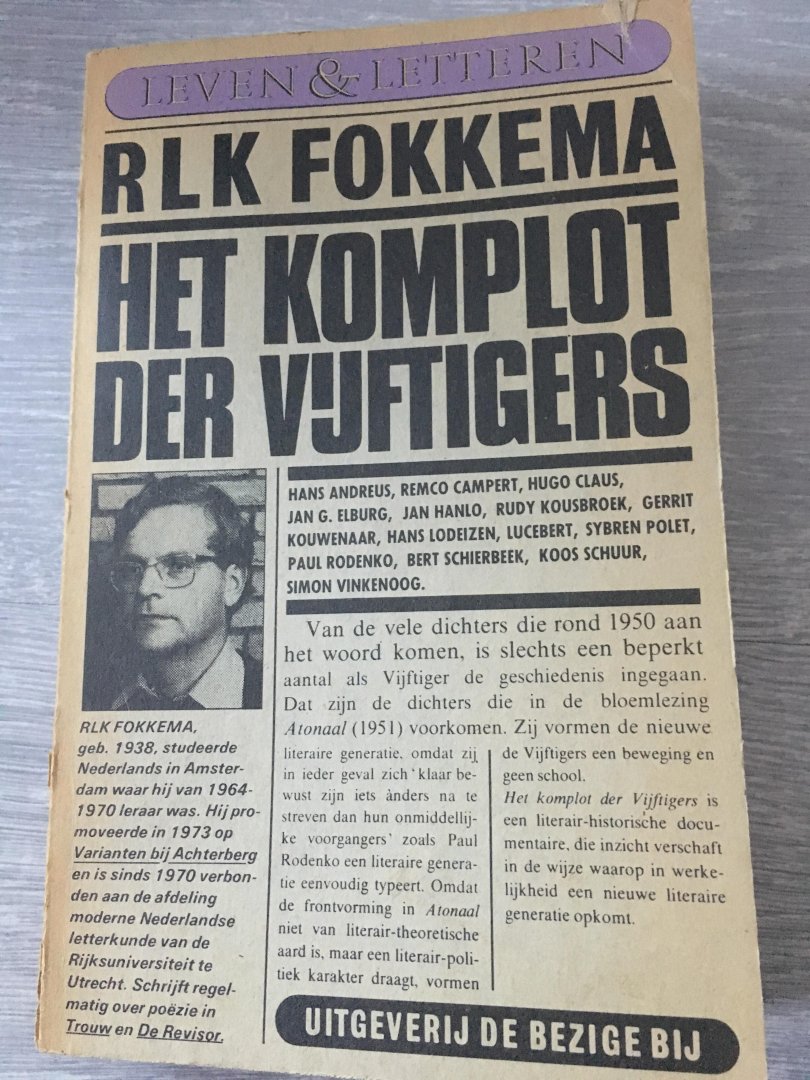 LEVEN & LETTEREN
RLK FOKKEMA
HET KOMPLOT
DER VIJFTIGERS
HANS ANDREUS, REMCO CAMPERT, HUGO CLAUS,
JAN G. ELBURG, JAN HANLO, RUDY KOUSBROEK, GERRIT
KOUWENAAR, HANS LODEIZEN, LUCEBERT, SYBREN POLET,
PAUL RODENKO, BERT SCHIERBEEK, KOOS SCHUUR,
SIMON VINKENOOG.
Van de vele dichters die rond 1950 aan
het woord komen, is slechts een beperkt
aantal als Vijftiger de geschiedenis ingegaan.
Dat zijn de dichters die in de bloemlezing
Atonaal (1951) voorkomen. Zij vormen de nieuwe
literaire generatie, omdat zij
in ieder geval zich 'klaar be-
wust zijn iets ànders na te
streven dan hun onmiddellij-
ke voorgangers' zoals Paul
Rodenko een literaire genera-
tie eenvoudig typeert. Omdat
de frontvorming in Atonaal
niet van literair-theoretische
aard is, maar een literair-poli-
tiek karakter draagt, vormen
de Vijftigers een beweging en
geen school.
Het komplot der Vijftigers is
een literair-historische docu-
mentaire, die inzicht verschaft
in de wijze waarop in werke-
lijkheid een nieuwe literaire
generatie opkomt.
RLK FOKKEMA,
geb. 1938, studeerde
Nederlands in Amster-
dam waar hij van 1964-
1970 leraar was. Hij pro-
moveerde in 1973 op
Varianten bij Achterberg
en is sinds 1970 verbon-
den aan de afdeling
moderne Nederlandse
letterkunde van de
Rijksuniversiteit te
Utrecht. Schrijft regel-
matig over poëzie in
Trouw en De Revisor.
UITGEVERIJ DE BEZIGE BIJ